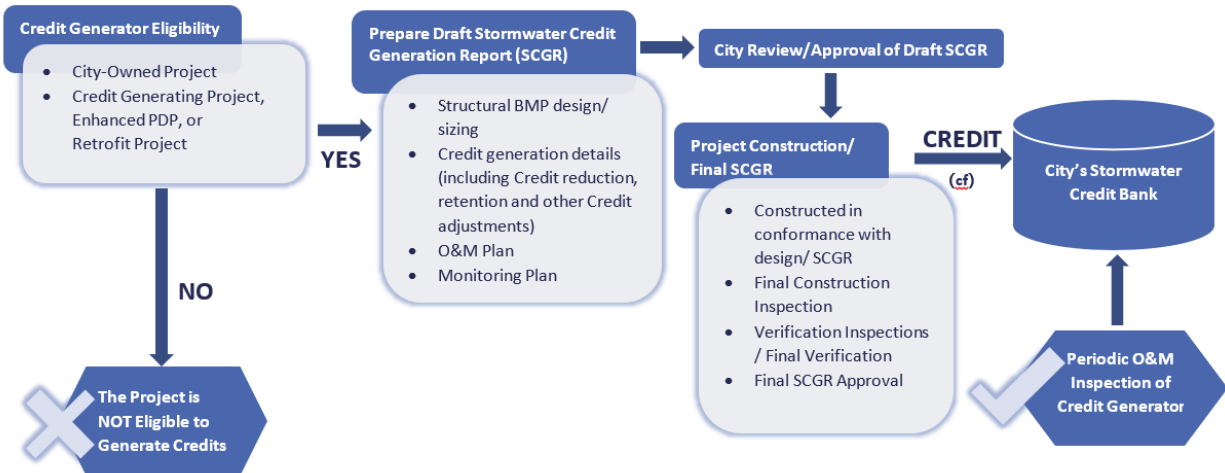 Credit Generator Eligibility
• City-Owned Project
• Credit Generating Project,
Enhanced PDP, or
Retrofit Project
YES
NO
The Project is
NOT Eligible to
Generate Credits
Prepare Draft Stormwater Credit
Generation Report (SCGR)
• Structural BMP design/
sizing
• Credit generation details
(including Credit reduction,
retention and other Credit
adjustments)
• O&M Plan
• Monitoring Plan
City Review/Approval of Draft SCGR
Project Construction/
Final SCGR
• Constructed in
conformance with
design/ SCGR
• Final Construction
Inspection
• Verification Inspections
/ Final Verification
• Final SCGR Approval
CREDIT
(cf)
City's Stormwater
Credit Bank
Periodic O&M
Inspection of
Credit Generator